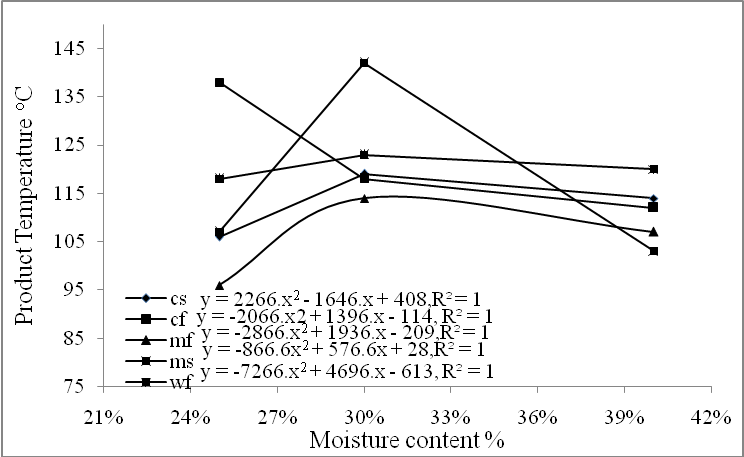 Product Temperature °C
145
135
125
115
105
95
85
75
cs y = 2266.x² - 1646.x + 408,R² = 1
cf y = -2066.x2 + 1396.x - 114, R² = 1
mf y = -2866.x² + 1936.x - 209,R² = 1
ms y = -866.6x² + 576.6x + 28,R² = 1
wf y = -7266.x² + 4696.x - 613, R² = 1
21% 24% 27% 30% 33% 36% 39% 42%
Moisture content %